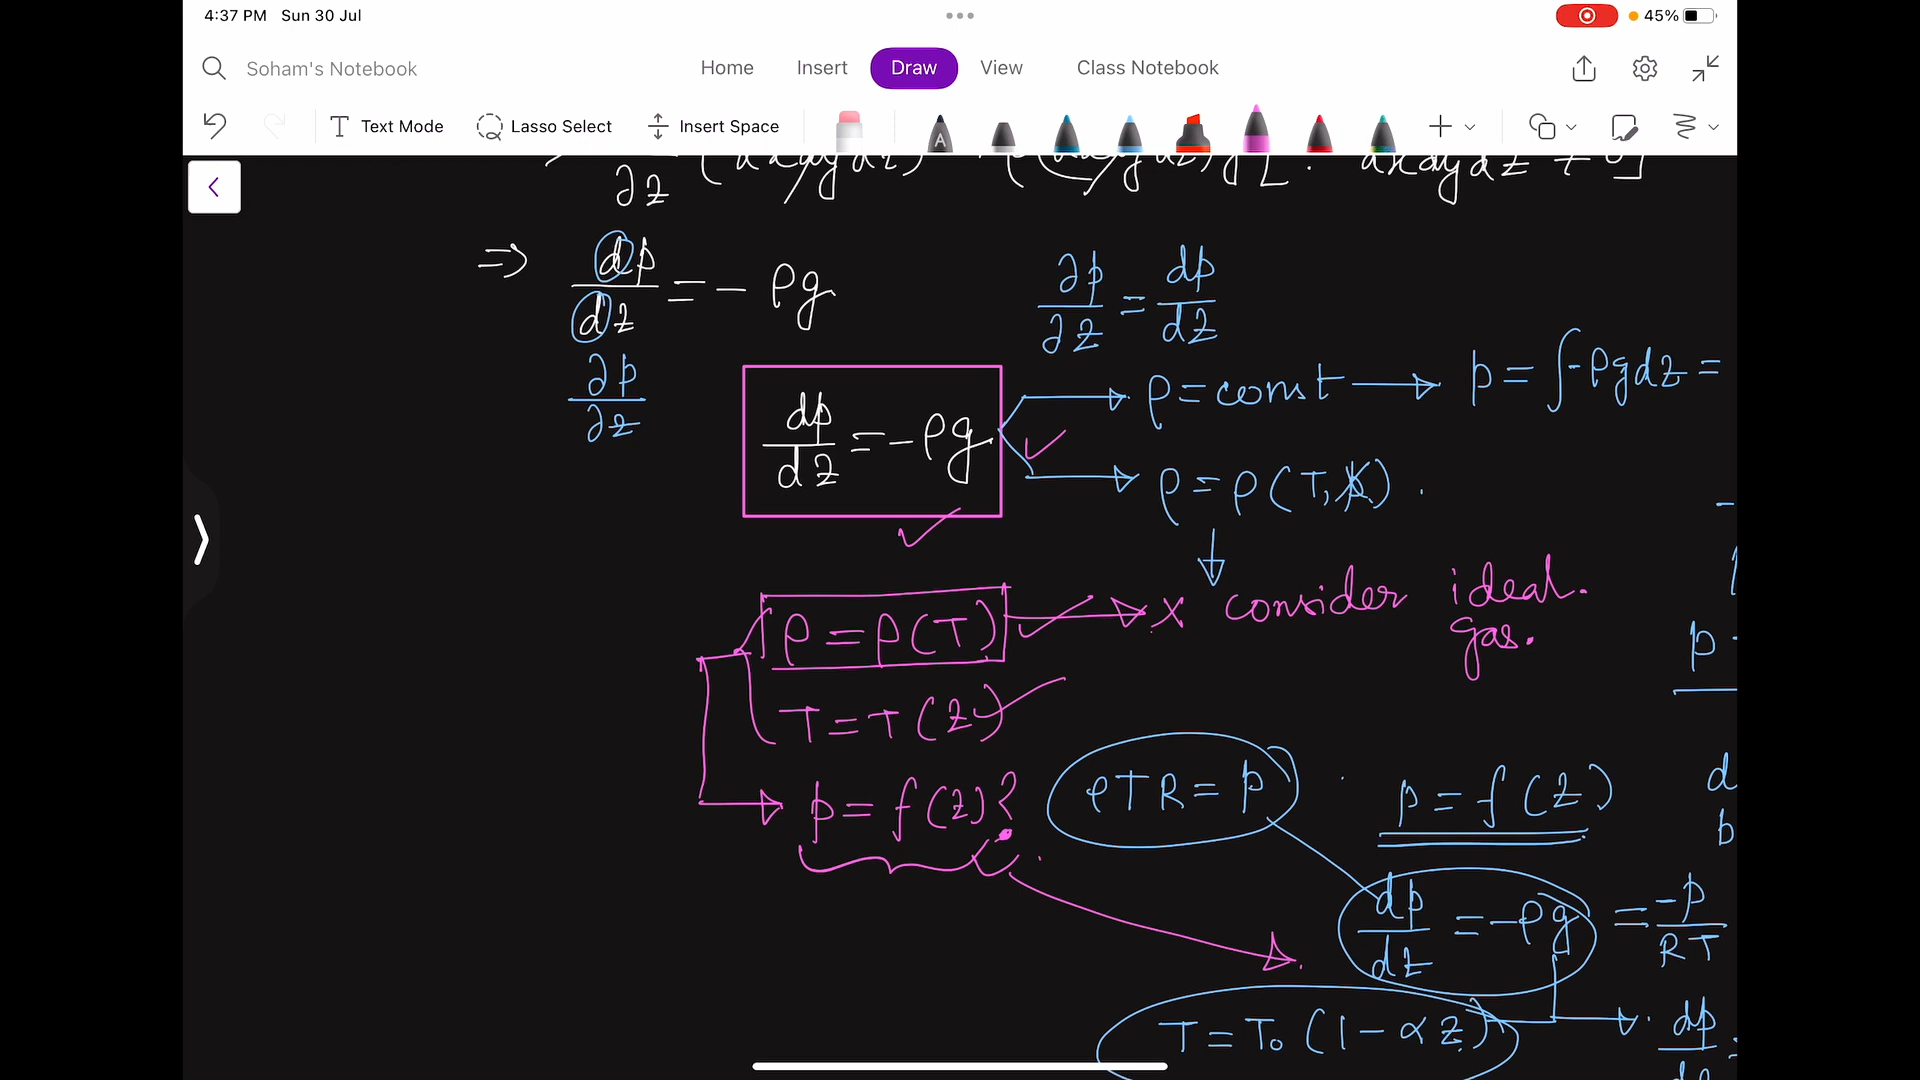 4:37 PM Sun 30 Jul
45%
Soham's Notebook
Home Insert Draw View Class Notebook
Text Mode Lasso Select Insert Space
A
∂z
⇒ dp/dz = - ρg
∂p/∂z = dp/dz
∂p/∂z
ρ = const → p = ∫-ρgdz =
dp/dz = -ρg
ρ = ρ(T, p) .
ρ = ρ(T) → x consider ideal gas.
p
T = T(z)
p = f(z)?
ρTR = p
p = f(z)
d
b
dp/dz = -ρg = -p/RT
T = T₀ (1 - αz)
dp